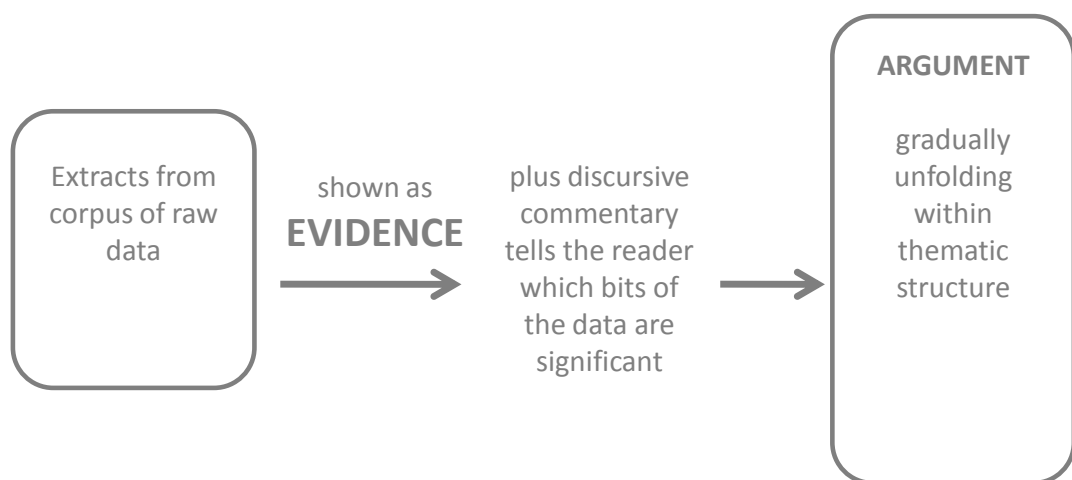 Extracts from
corpus of raw
data
shown as
EVIDENCE
plus discursive
commentary
tells the reader
which bits of
the data are
significant
ARGUMENT
gradually
unfolding
within
thematic
structure